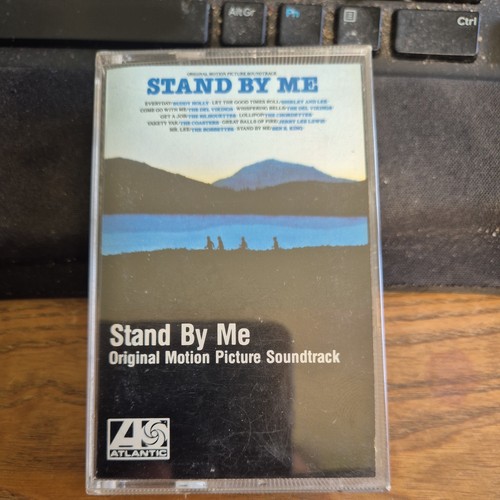 AltGr
Pn
Ctrl
ORIGINAL MOTION PICTURE SOUNDTRACK
STAND BY ME
EVERYDAY/BUDDY HOLLY · LET THE GOOD TIMES ROLL/SHIRLEY AND LEE
COME GO WITH ME/THE DEL VIKINGS · WHISPERING BELLS/THE DEL VIKINGS
GET A JOB/THE SILHOUETTES · LOLLIPOP/THE CHORDETTES
YAKETY YAK/THE COASTERS · GREAT BALLS OF FIRE/JERRY LEE LEWIS
MR. LEE/THE BOBBETTES · STAND BY ME/BEN E. KING
Stand By Me
Original Motion Picture Soundtrack
ATLANTIC